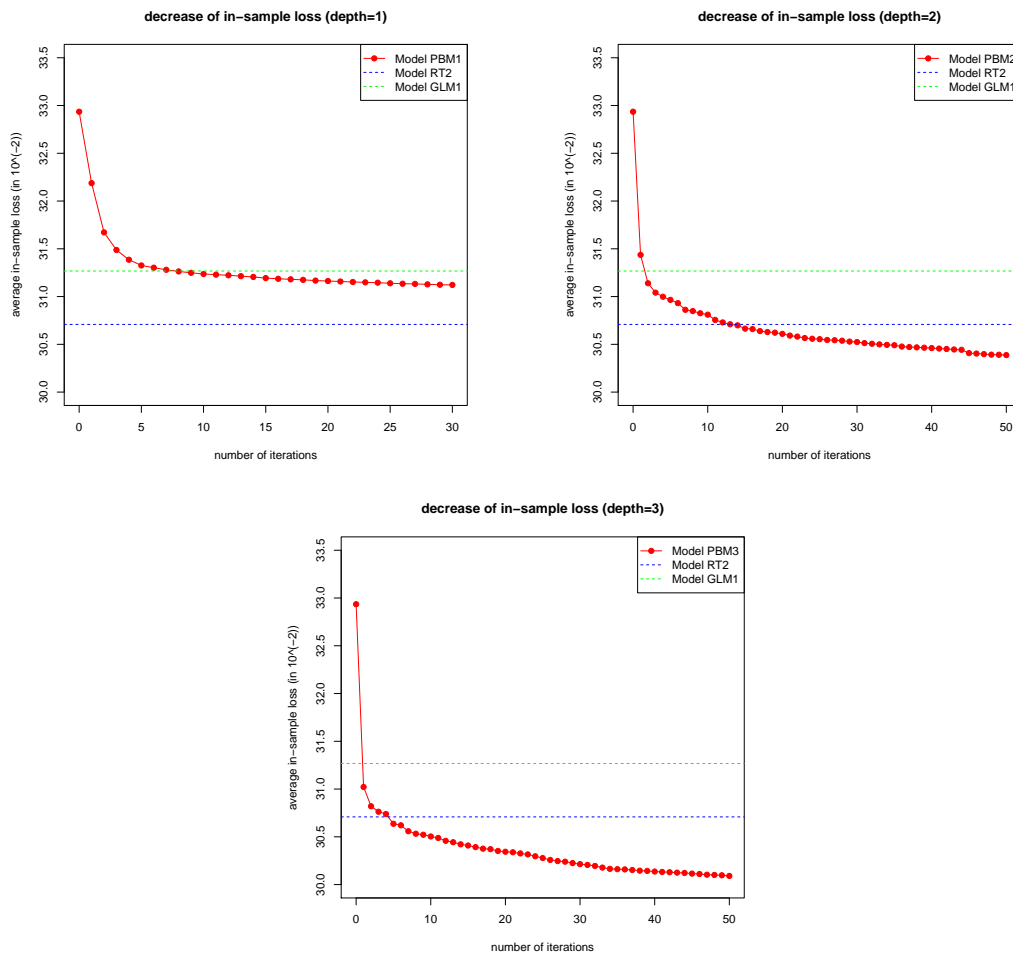 decrease of in−sample loss (depth=1)
Model PBM1
Model RT2
Model GLM1
average in−sample loss (in 10^(−2))
33.5
33.0
32.5
32.0
31.5
31.0
30.5
30.0
0 5 10 15 20 25 30
number of iterations
decrease of in−sample loss (depth=2)
Model PBM2
Model RT2
Model GLM1
average in−sample loss (in 10^(−2))
33.5
33.0
32.5
32.0
31.5
31.0
30.5
30.0
0 10 20 30 40 50
number of iterations
decrease of in−sample loss (depth=3)
Model PBM3
Model RT2
Model GLM1
average in−sample loss (in 10^(−2))
33.5
33.0
32.5
32.0
31.5
31.0
30.5
30.0
0 10 20 30 40 50
number of iterations